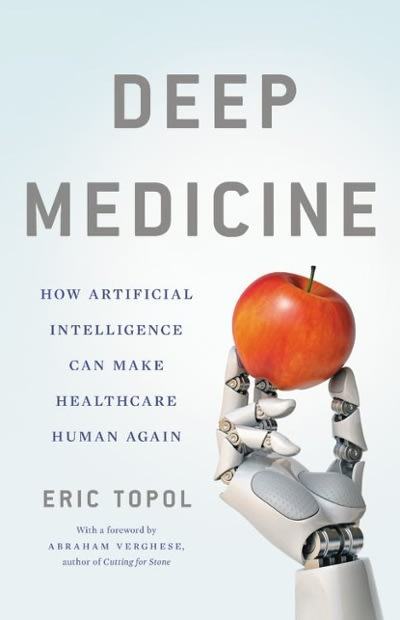 DEEP
MEDICINE
HOW ARTIFICIAL
INTELLIGENCE
CAN MAKE
HEALTHCARE
HUMAN AGAIN
ERIC TOPOL
With a foreword by
ABRAHAM VERGHESE,
author of Cutting for Stone